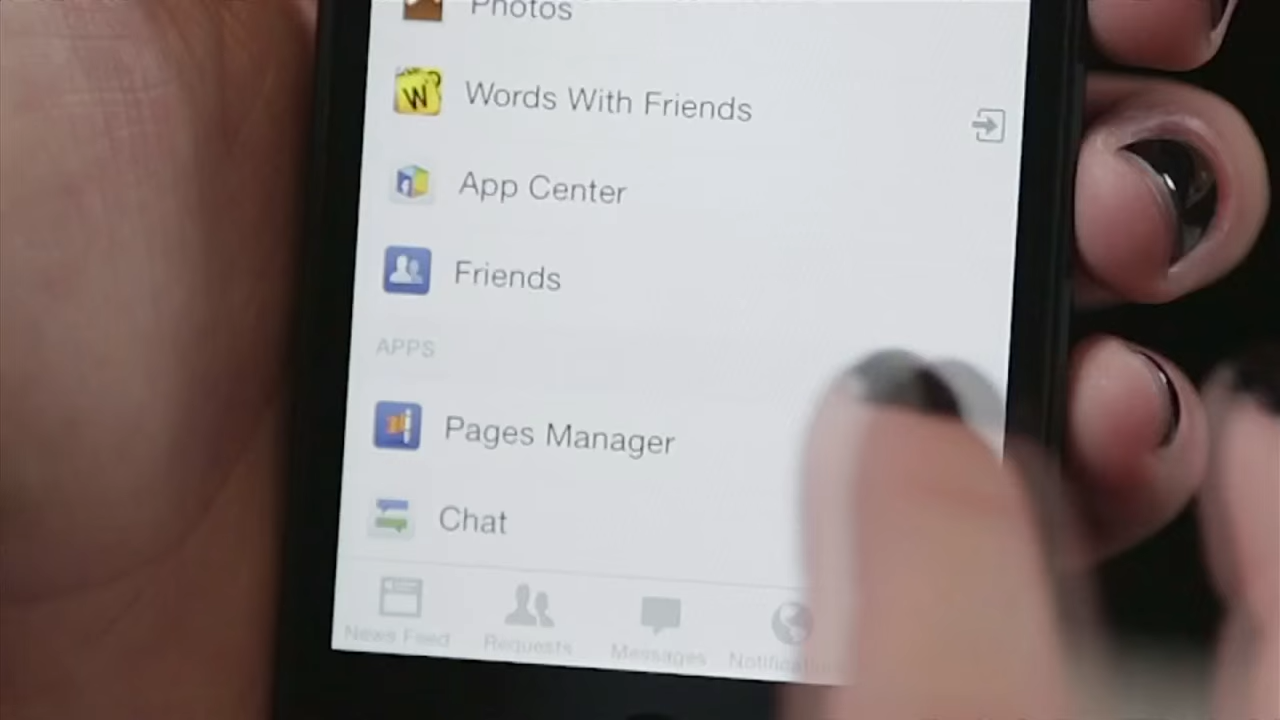 Photos
W
Words With Friends
App Center
Friends
APPS
Pages Manager
Chat
News Feed
Requests
Messages